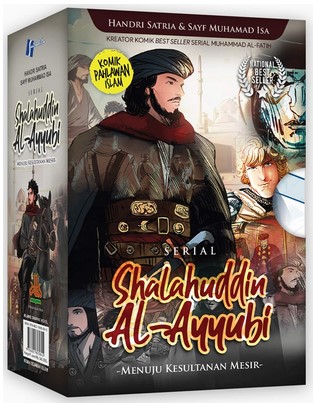 HANDRI SATRIA & SAYF MUHAMAD ISA
KREATOR KOMIK BEST SELLER SERIAL MUHAMMAD AL-FATIH
KOMIK
PAHLAWAN
ISLAM
NATIONAL
BEST
SELLER
SERIAL
Shalahuddin
AL-Ayyubi
-MENUJU KESULTANAN MESIR-
HANDRI SATRIA
SAYF MUHAMMAD ISA
SERIAL
Shalahuddin
AL-Ayyubi
MENUJU KESULTANAN MESIR